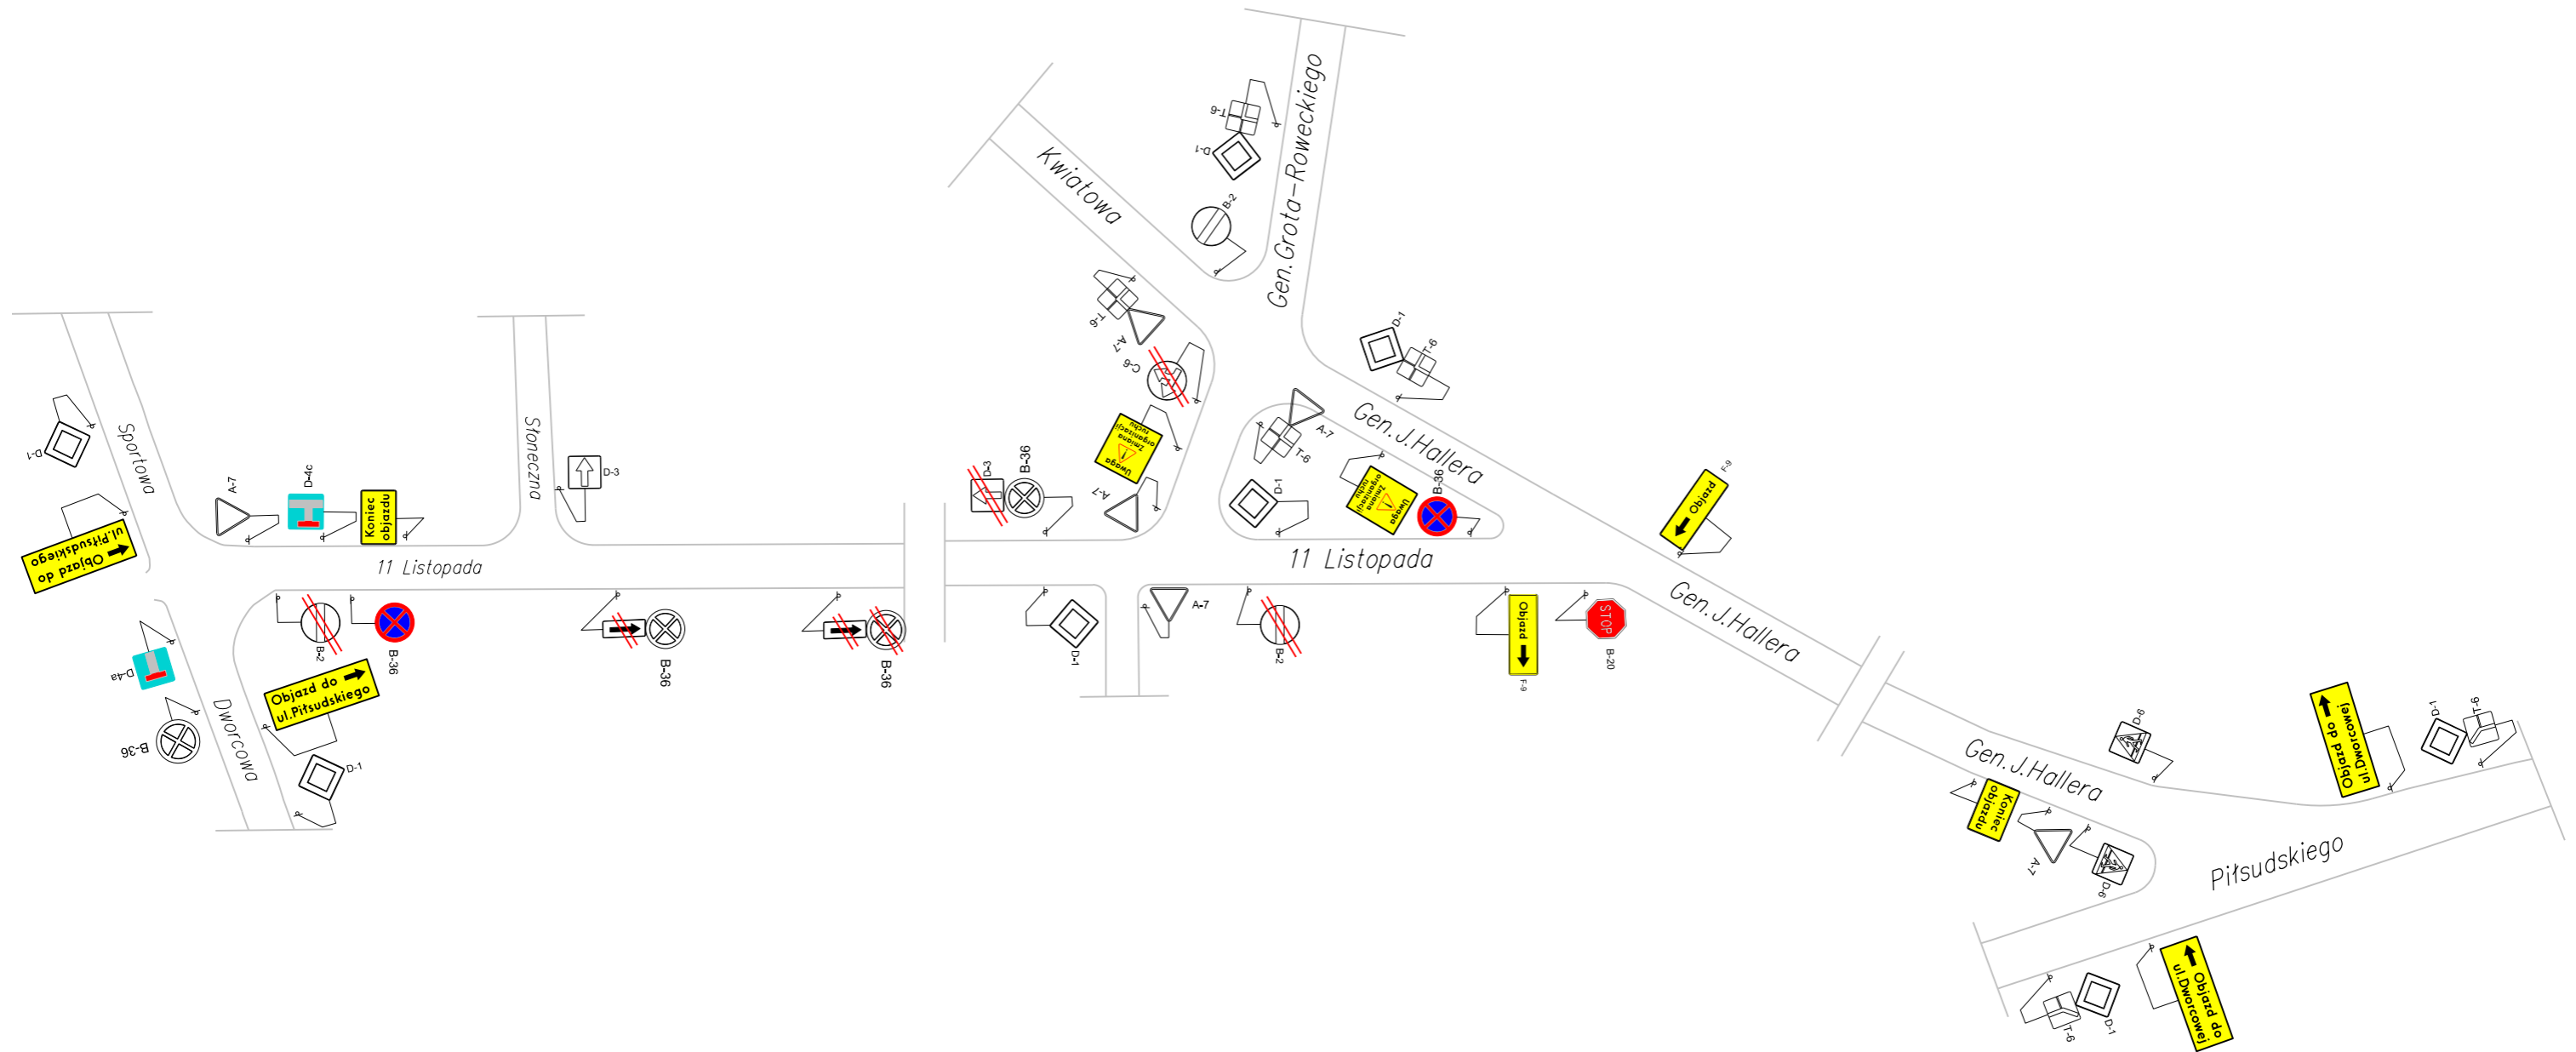 Kwiatowa
Gen.Grota-Roweckiego
T-6
D-1
B-2
T-6
A-7
C-6
Uwaga
Zmiana
organizacji
ruchu
A-7
D-3
B-36
D-1
T-6
A-7
T-6
D-1
Gen.J.Hallera
Uwaga
Zmiana
organizacji
ruchu
B-36
Objazd
F-9
Sportowa
D-1
Objazd do
ul.Piłsudskiego
A-7
D-4c
Koniec
objazdu
Słoneczna
D-3
11 Listopada
11 Listopada
Gen.J.Hallera
D-4a
B-36
Dworcowa
B-2
B-36
Objazd do
ul.Piłsudskiego
D-1
B-36
B-36
D-1
A-7
B-2
Objazd
F-9
STOP
B-20
Gen.J.Hallera
D-6
Objazd do
ul.Dworcowej
D-1
T-6
Koniec
objazdu
A-7
D-6
Piłsudskiego
T-6
D-1
Objazd do
ul.Dworcowej